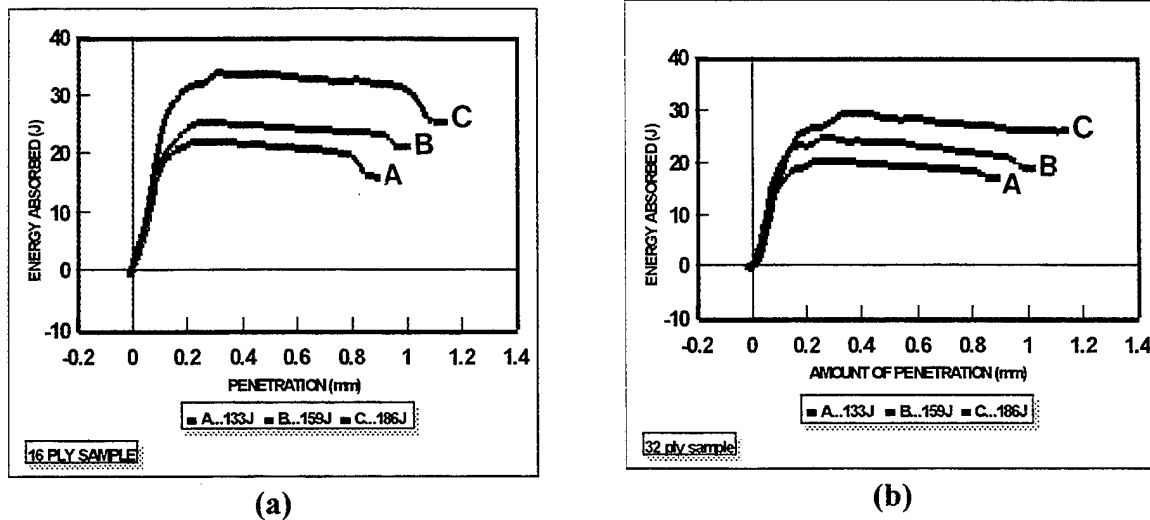 40
30
20
10
0
-10
ENERGY ABSORBED (J)
C
B
A
-0.2 0 0.2 0.4 0.6 0.8 1 1.2 1.4
PENETRATION (mm)
A...133J B...159J C...186J
16 PLY SAMPLE
(a)
40
30
20
10
0
-10
ENERGY ABSORBED (J)
C
B
A
-0.2 0 0.2 0.4 0.6 0.8 1 1.2 1.4
AMOUNT OF PENETRATION (mm)
A...133J B...159J C...186J
32 ply sample
(b)